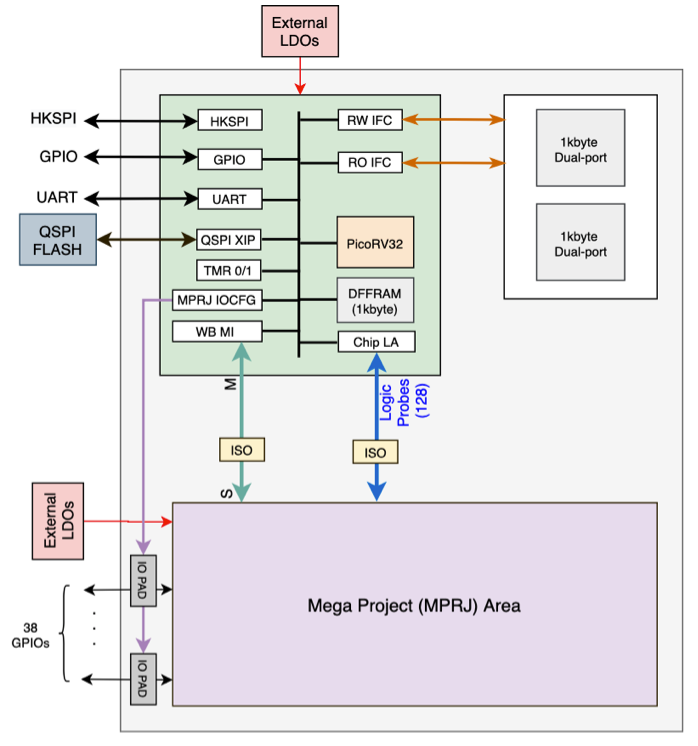 External
LDOs
HKSPI
HKSPI
RW IFC
1kbyte
Dual-port
GPIO
GPIO
RO IFC
UART
UART
QSPI
FLASH
QSPI XIP
PicoRV32
1kbyte
Dual-port
TMR 0/1
MPRJ IOCFG
DFFRAM
(1kbyte)
WB MI
Chip LA
M
Logic
Probes
(128)
ISO
ISO
S
External
LDOs
IO PAD
Mega Project (MPRJ) Area
38
GPIOs
IO PAD